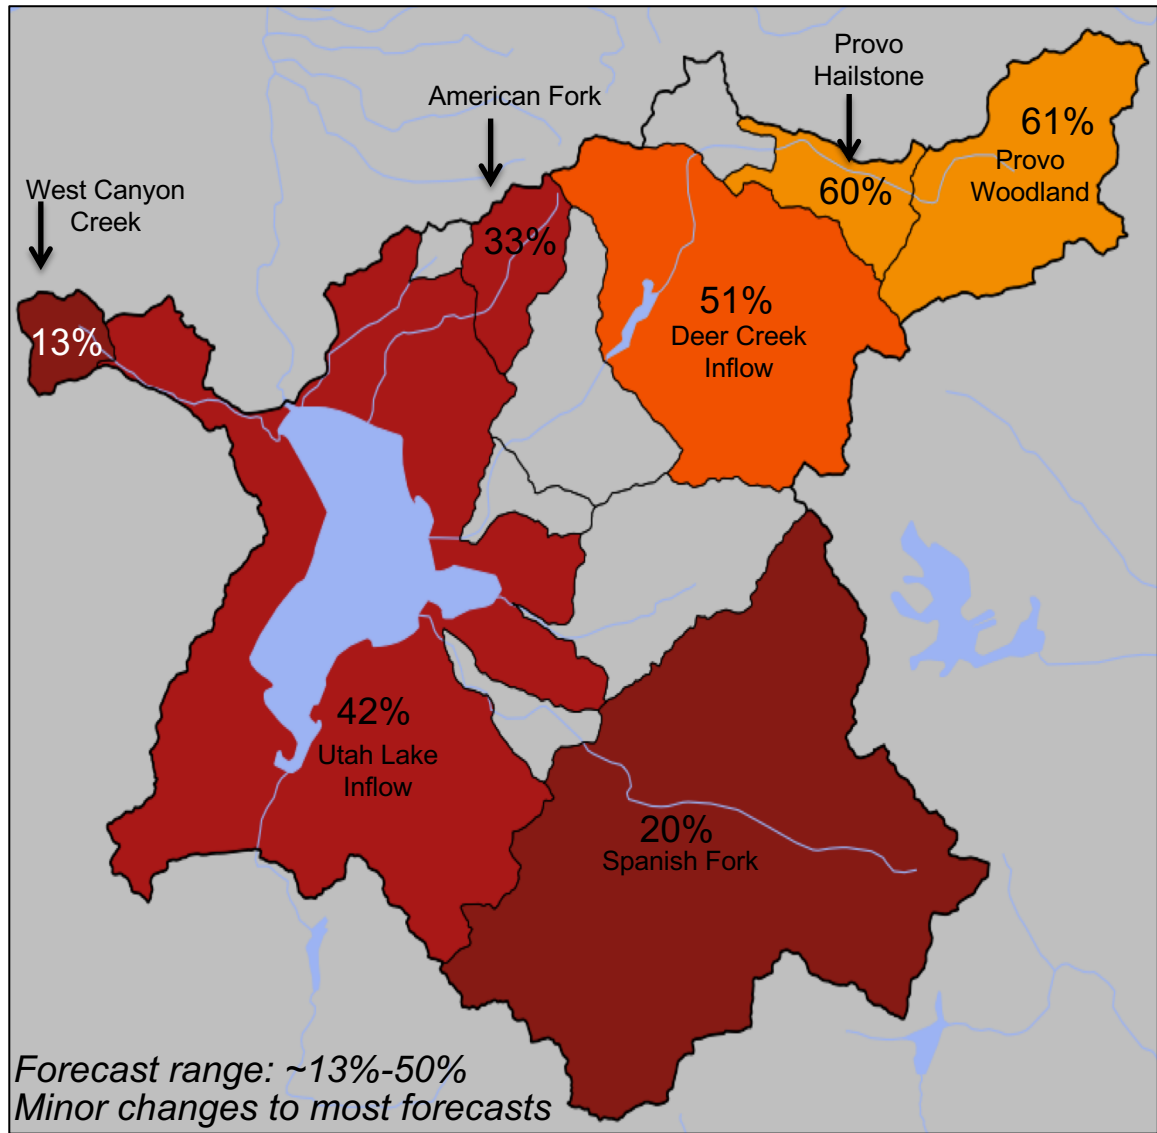 Provo
Hailstone
American Fork
61%
Provo
Woodland
West Canyon
Creek
60%
33%
51%
Deer Creek
Inflow
13%
42%
Utah Lake
Inflow
20%
Spanish Fork
Forecast range: ~13%-50%
Minor changes to most forecasts